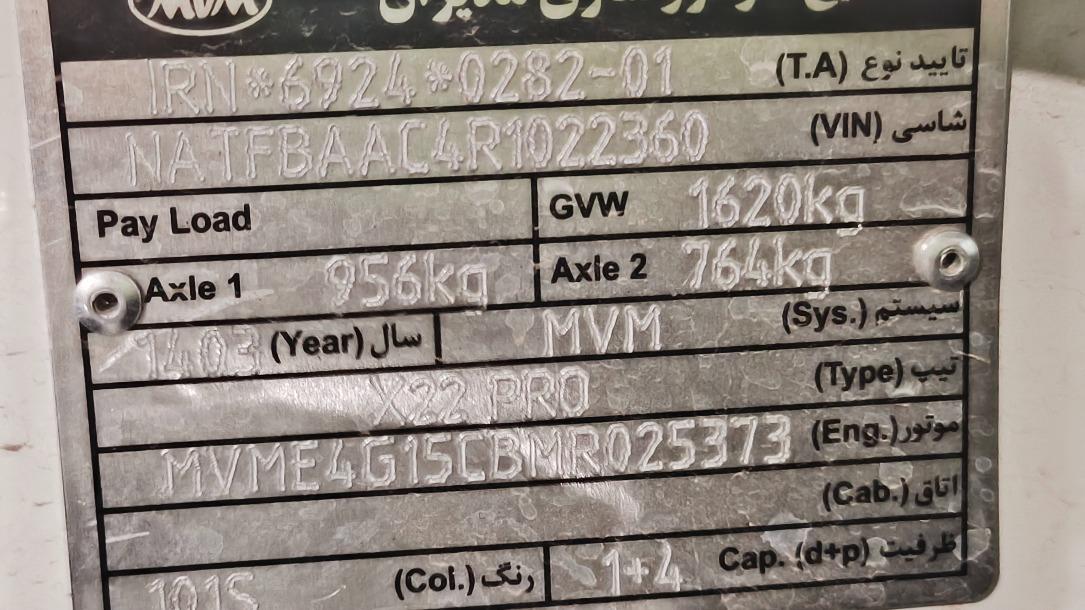 MVM
IRN*6924*0282-01 تایید نوع (T.A)
NATFBAAC4R1022360 شاسی (VIN)
Pay Load GVW 1620kg
Axle 1 956kg Axle 2 764kg
1403 سال (Year) MVM سیستم (Sys.)
X22 PRO تیپ (Type)
MVME4G15CBMR025373 موتور (Eng.)
اتاق (Cab.)
101S رنگ (Col.) 1+4 ظرفیت Cap. (d+p)